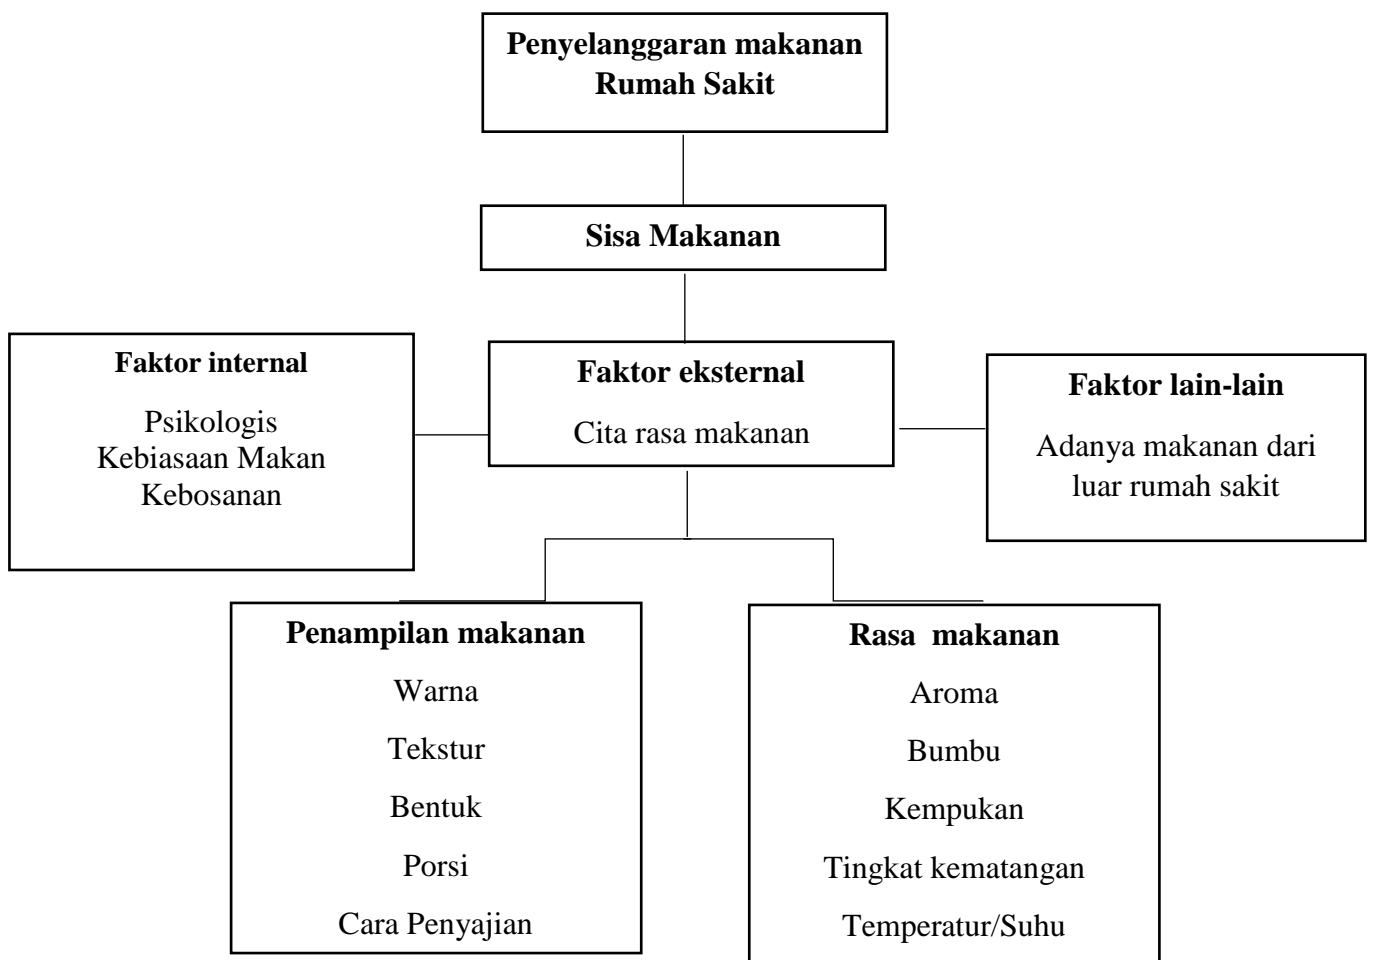 Penyelanggaran makanan
Rumah Sakit
Sisa Makanan
Faktor internal
Psikologis
Kebiasaan Makan
Kebosanan
Faktor eksternal
Cita rasa makanan
Faktor lain-lain
Adanya makanan dari
luar rumah sakit
Penampilan makanan
Warna
Tekstur
Bentuk
Porsi
Cara Penyajian
Rasa makanan
Aroma
Bumbu
Kempukan
Tingkat kematangan
Temperatur/Suhu